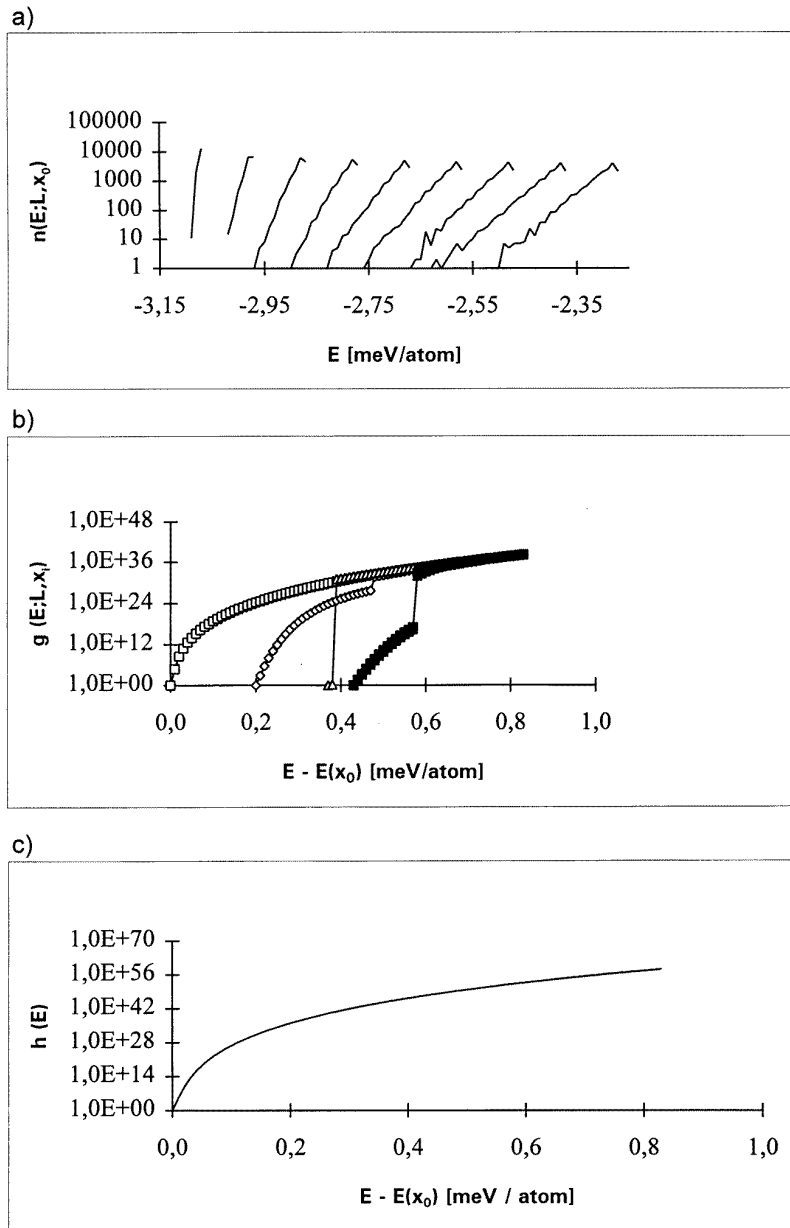 a)
100000
10000
1000
100
10
1
n(E;L,x₀)
-3,15 -2,95 -2,75 -2,55 -2,35
E [meV/atom]
b)
1,0E+48
1,0E+36
1,0E+24
1,0E+12
1,0E+00
g (E;L,xᵢ)
0,0 0,2 0,4 0,6 0,8 1,0
E - E(x₀) [meV/atom]
c)
1,0E+70
1,0E+56
1,0E+42
1,0E+28
1,0E+14
1,0E+00
h (E)
0,0 0,2 0,4 0,6 0,8 1,0
E - E(x₀) [meV / atom]